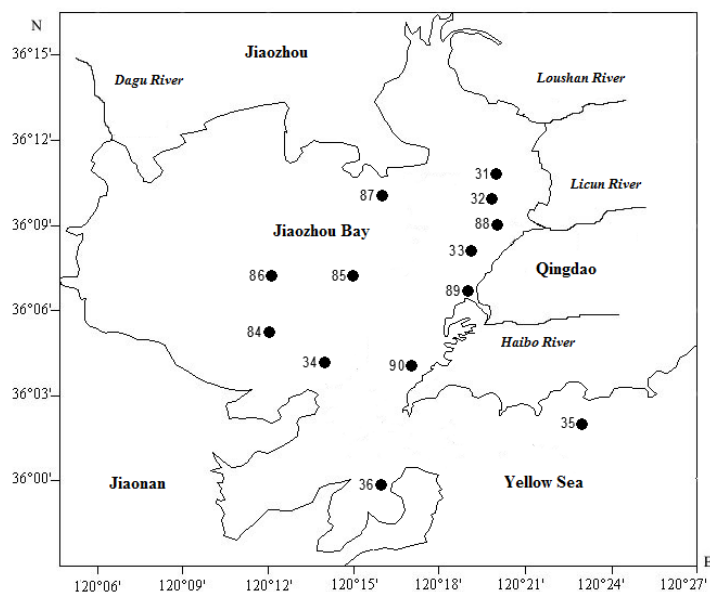 N
36°15'
Jiaozhou
Dagu River
Loushan River
36°12'
31
87
32
Licun River
36°09'
88
Jiaozhou Bay
33
86
85
Qingdao
89
36°06'
84
Haibo River
34
90
36°03'
35
36°00'
Jiaonan
36
Yellow Sea
E
120°06' 120°09' 120°12' 120°15' 120°18' 120°21' 120°24' 120°27'